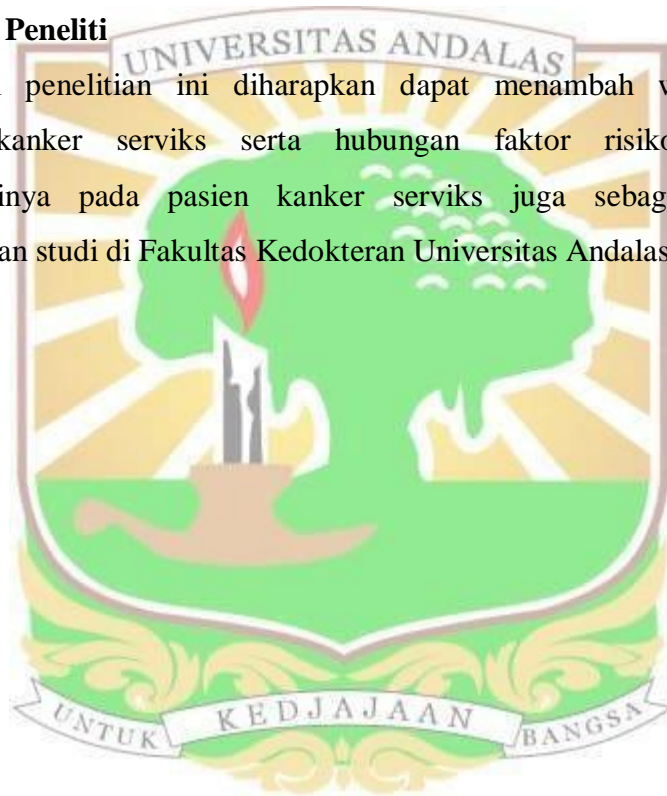 Peneliti
UNIVERSITAS ANDALAS
penelitian ini diharapkan dapat menambah
kanker serviks serta hubungan faktor risiko
inya pada pasien kanker serviks juga sebag
an studi di Fakultas Kedokteran Universitas Andalas
UNTUK KEDJAJAAN BANGSA